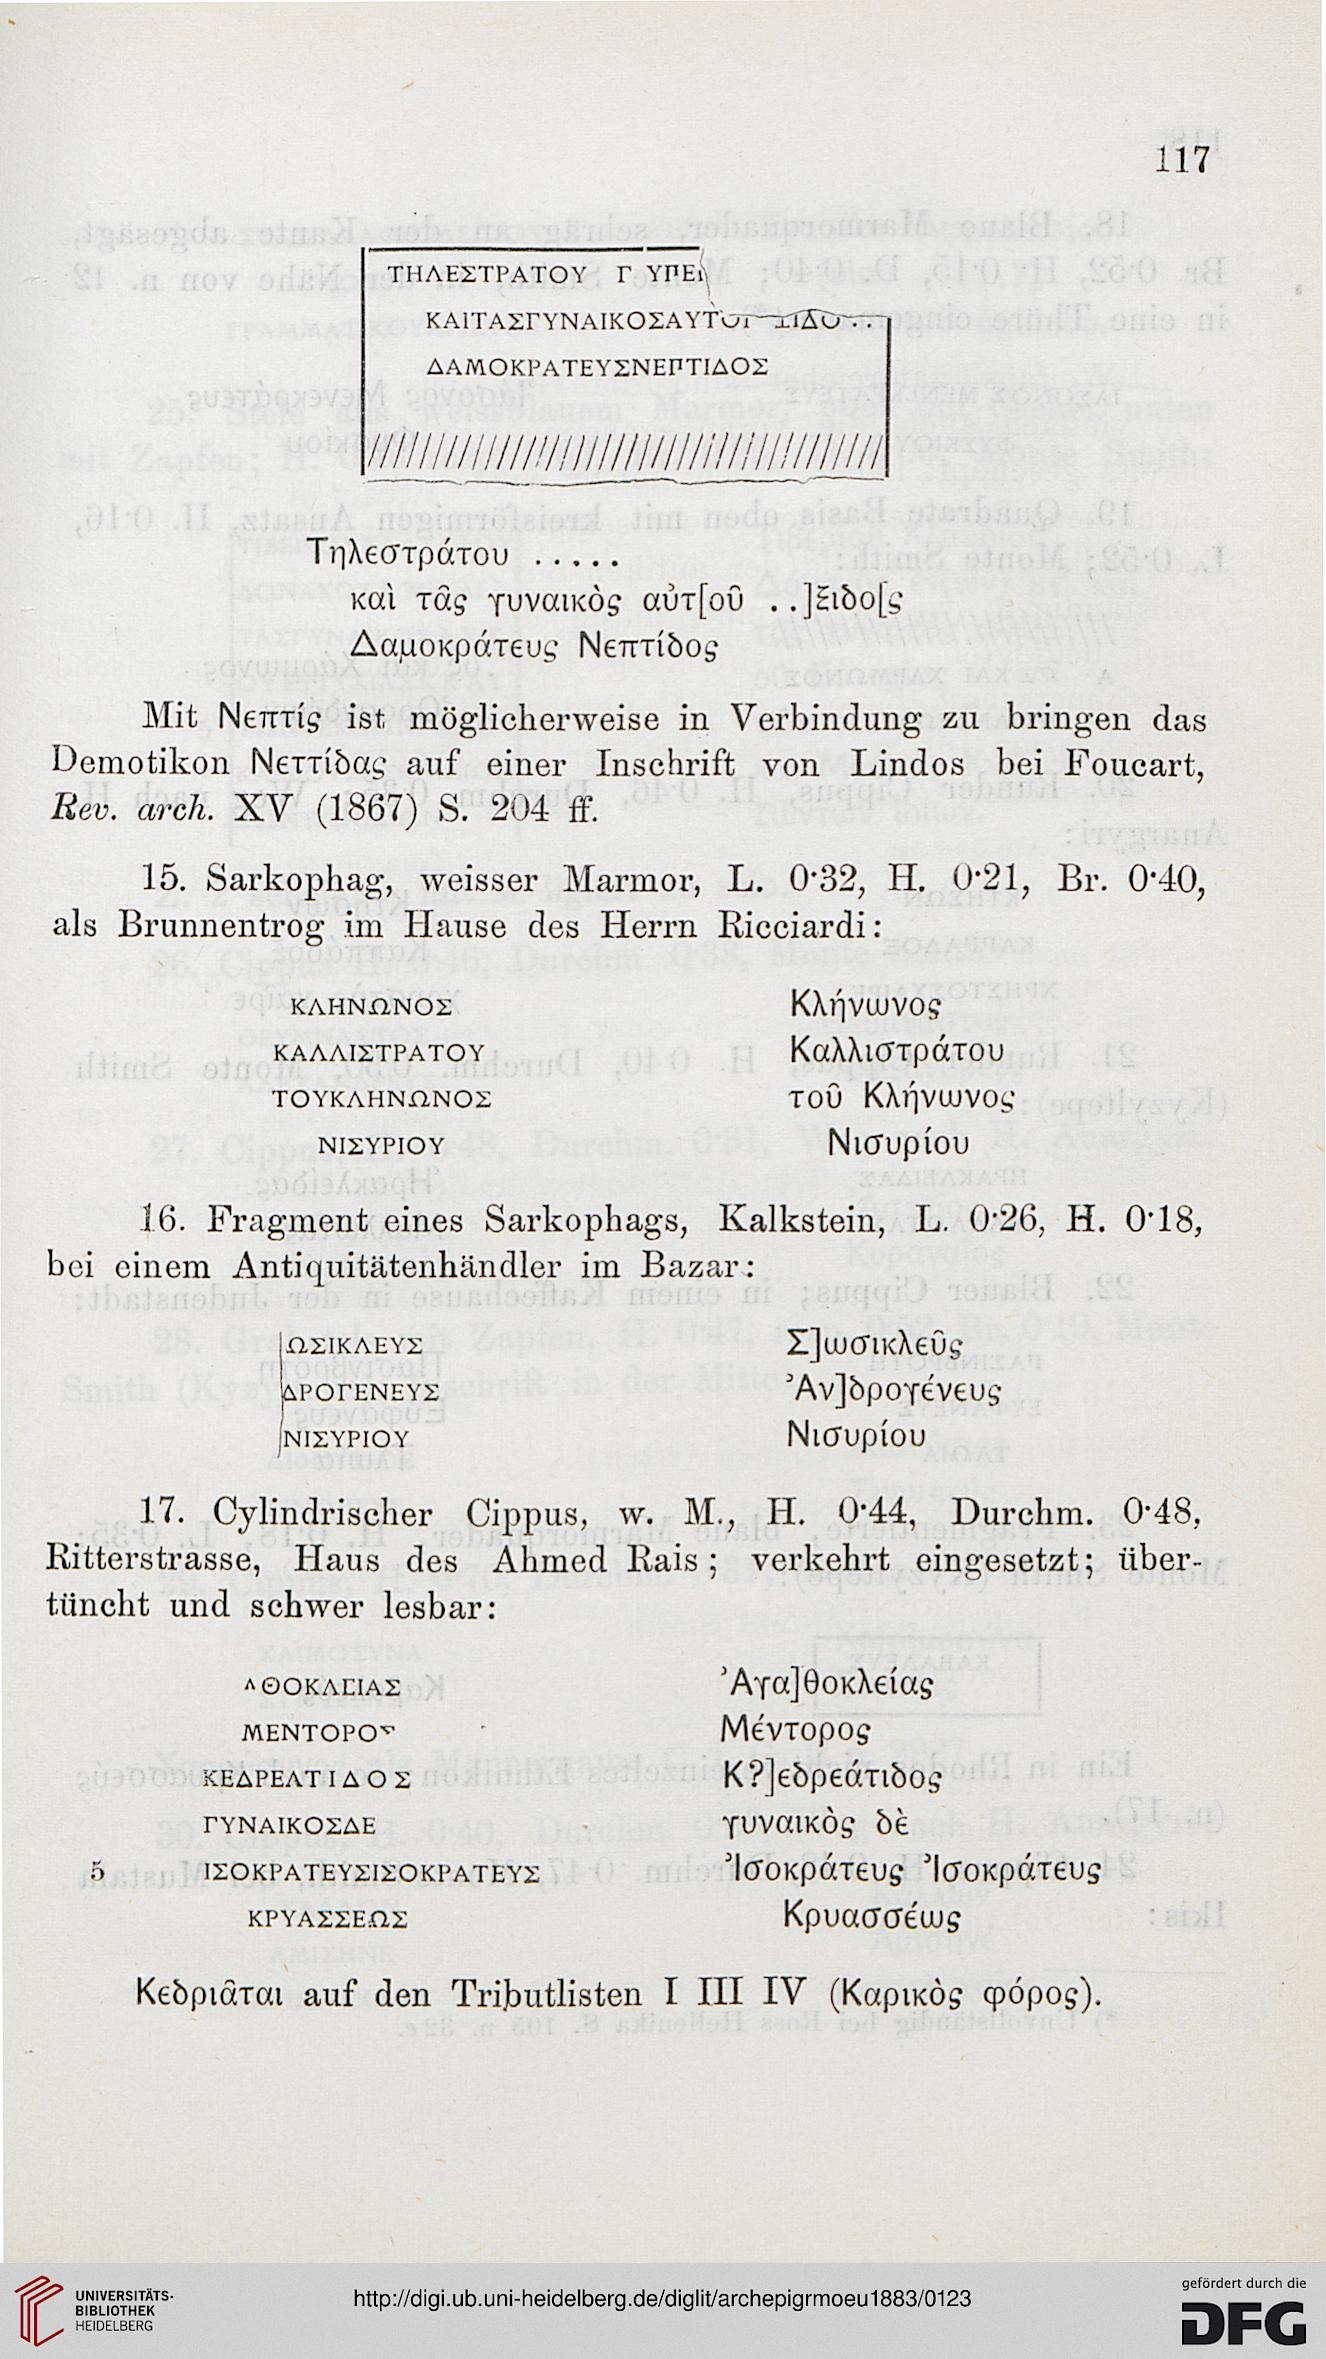 117
ΤΗΛΕΣΤΡΑΤΟΥ Γ ΥΠΕ
ΚΑΙΤΑΣΓΥΝΑΙΚΟΣΑΥΤΟΓ ΞΙΔΟ . .
ΔΑΜΟΚΡΑΤΕΥΣΝΕΠΤΙΔΟΣ
Τηλεστράτου . . . . .
καὶ τᾶς γυναικὸς αὐτ[οῦ . .]ξιδο[ς
Δαμοκράτευς Νεπτίδος
Mit Νεπτίς ist möglicherweise in Verbindung zu bringen das
Demotikon Νεττίδας auf einer Inschrift von Lindos bei Foucart,
Rev. arch. XV (1867) S. 204 ff.
15. Sarkophag, weisser Marmor, L. 0·32, H. 0·21, Br. 0·40,
als Brunnentrog im Hause des Herrn Ricciardi:
ΚΛΗΝΩΝΟΣ Κλήνωνος
ΚΑΛΛΙΣΤΡΑΤΟΥ Καλλιστράτου
ΤΟΥΚΛΗΝΩΝΟΣ τοῦ Κλήνωνος
ΝΙΣΥΡΙΟΥ Νισυρίου
16. Fragment eines Sarkophags, Kalkstein, L. 0·26, H. 0·18,
bei einem Antiquitätenhändler im Bazar:
ΩΣΙΚΛΕΥΣ Σ]ωσικλεῦς
ΔΡΟΓΕΝΕΥΣ Ἀν]δρογένευς
ΝΙΣΥΡΙΟΥ Νισυρίου
17. Cylindrischer Cippus, w. M., H. 0·44, Durchm. 0·48,
Ritterstrasse, Haus des Ahmed Rais; verkehrt eingesetzt; über-
tüncht und schwer lesbar:
ΛΘΟΚΛΕΙΑΣ Ἀγα]θοκλείας
ΜΕΝΤΟΡΟΣ Μέντορος
ΚΕΔΡΕΛΤΙΔΟΣ Κ?]εδρεάτιδος
ΓΥΝΑΙΚΟΣΔΕ γυναικὸς δὲ
5 ΙΣΟΚΡΑΤΕΥΣΙΣΟΚΡΑΤΕΥΣ Ἰσοκράτευς Ἰσοκράτευς
ΚΡΥΑΣΣΕΩΣ Κρυασσέως
Κεδριᾶται auf den Tributlisten I III IV (Καρικὸς φόρος).
UNIVERSITÄTS-
BIBLIOTHEK
HEIDELBERG
http://digi.ub.uni-heidelberg.de/diglit/archepigrmoeu1883/0123
gefördert durch die
DFG